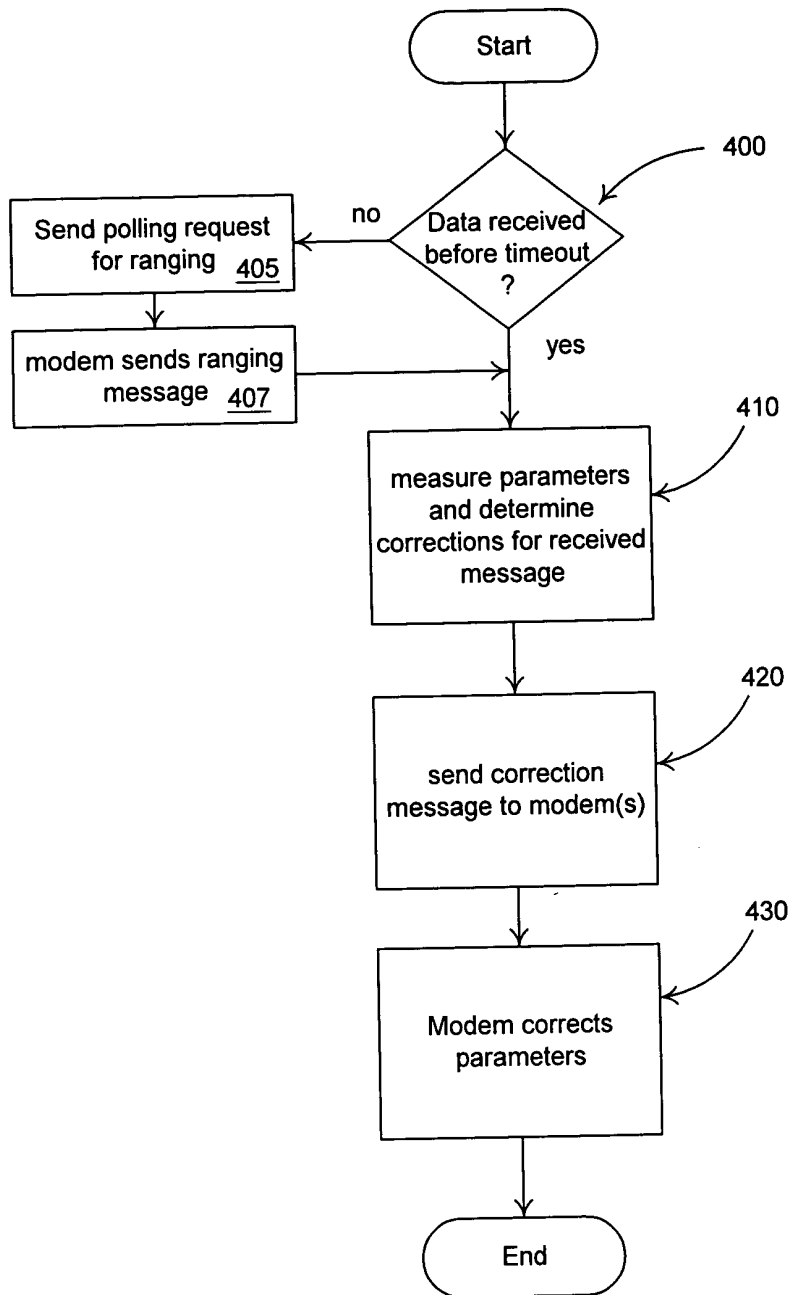 Start
400
Data received
before timeout
?
no
Send polling request
for ranging 405
modem sends ranging
message 407
yes
410
measure parameters
and determine
corrections for received
message
420
send correction
message to modem(s)
430
Modem corrects
parameters
End